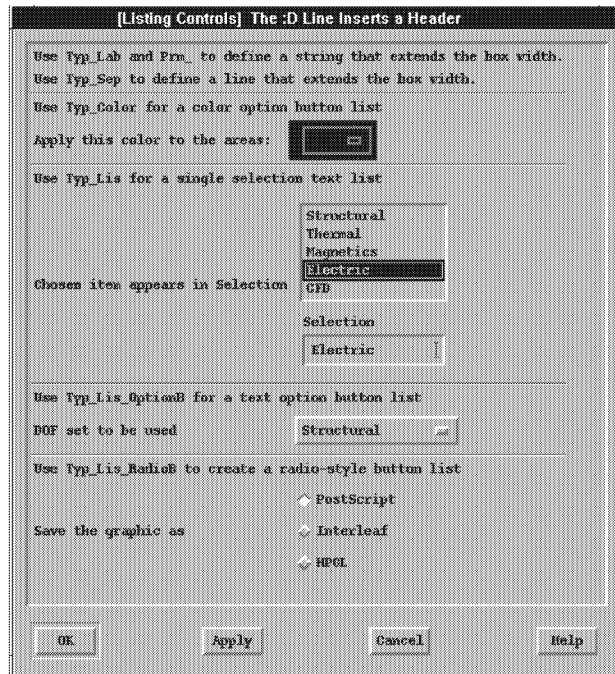 [Listing Controls] The :D Line Inserts a Header
Use Typ_Lab and Prm_ to define a string that extends the box width.
Use Typ_Sep to define a line that extends the box width.
Use Typ_Color for a color option button list
Apply this color to the areas:
Use Typ_Lis for a single selection text list
Structural
Thermal
Magnetics
Electric
CFD
Chosen item appears in Selection
Selection
Electric
Use Typ_Lis_OptionB for a text option button list
DOF set to be used
Structural
Use Typ_Lis_RadioB to create a radio-style button list
PostScript
Save the graphic as
Interleaf
HPGL
OK
Apply
Cancel
Help